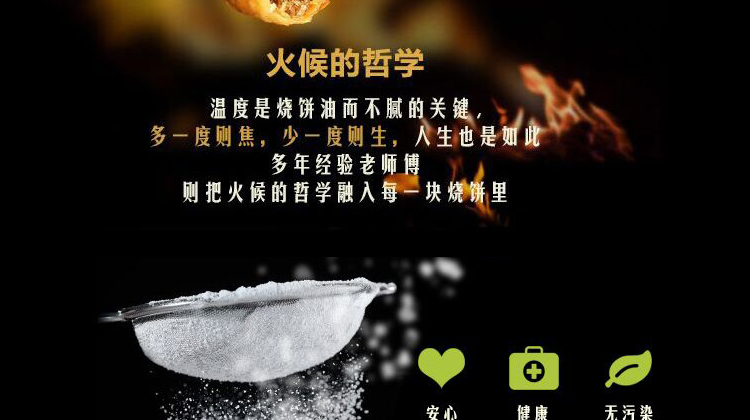 火候的哲学
温度是烧饼油而不腻的关键，
多一度则焦，少一度则生，人生也是如此
多年经验老师傅
则把火候的哲学融入每一块烧饼里
安心 健康 无污染